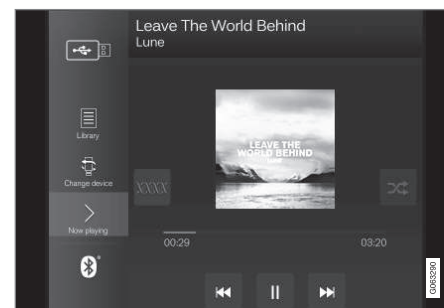 Leave The World Behind
Lune
Library
Change device
Now playing
XXXX
LEAVE THE
WORLD BEHIND
LUNE
00:29
03:20
G063290